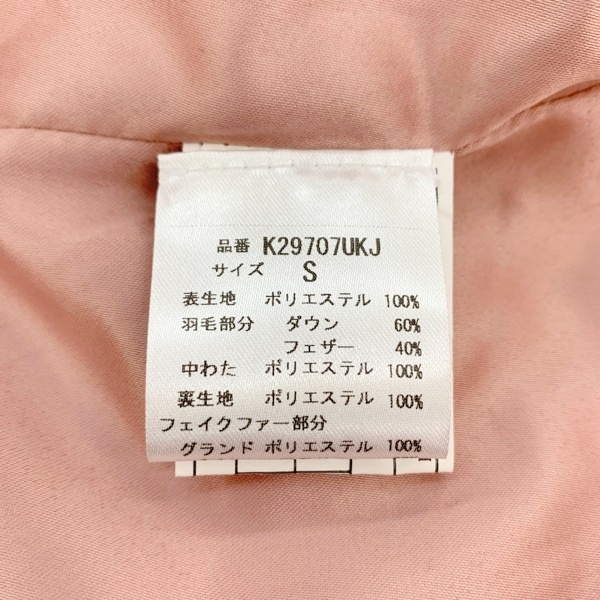 品番 K29707UKJ
サイズ S
表生地 ポリエステル 100%
羽毛部分 ダウン 60%
フェザー 40%
中わた ポリエステル 100%
裏生地 ポリエステル 100%
フェイクファー部分
グランド ポリエステル 100%